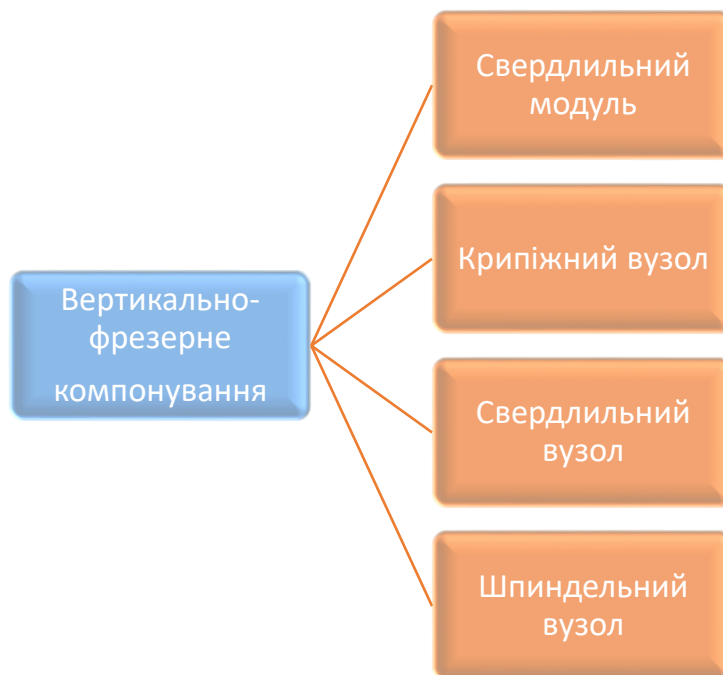 Вертикально-
фрезерне
компонування
Свердлильний
модуль
Крипіжний вузол
Свердлильний
вузол
Шпиндельний
вузол